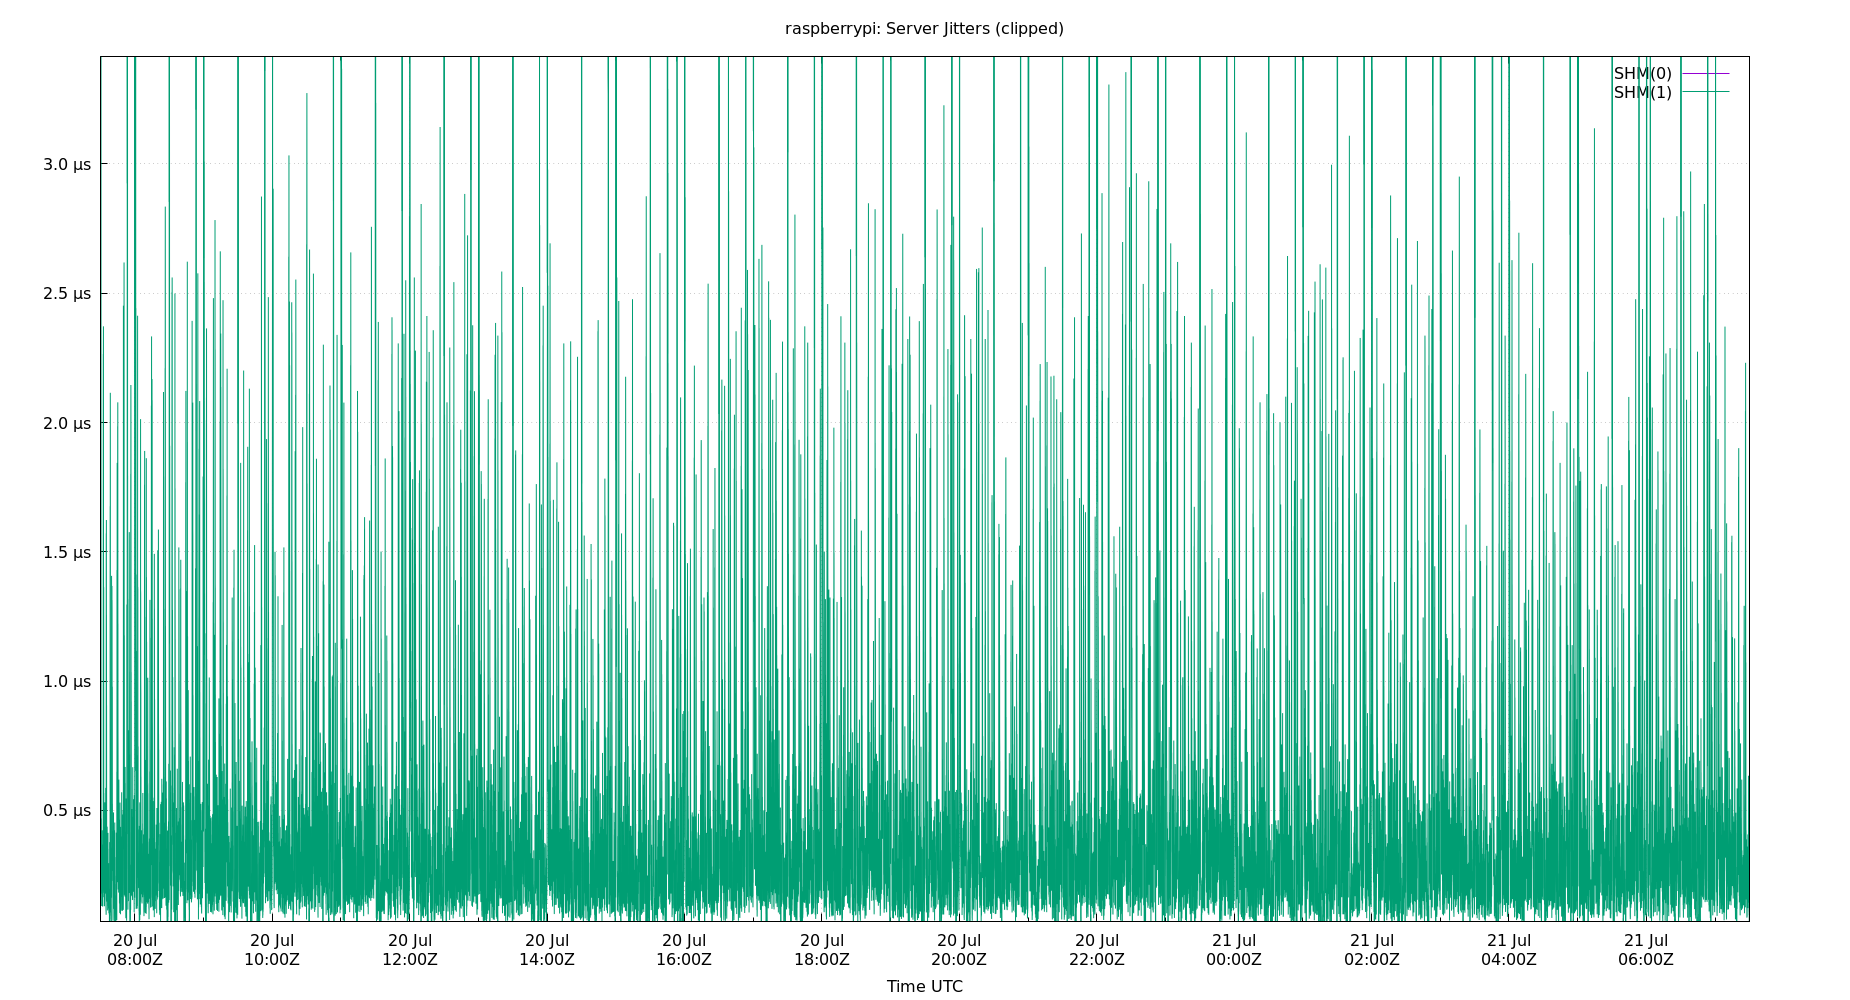 raspberrypi: Server Jitters (clipped)
SHM(0)
SHM(1)
3.0 µs
2.5 µs
2.0 µs
1.5 µs
1.0 µs
0.5 µs
20 Jul 20 Jul 20 Jul 20 Jul 20 Jul 20 Jul 20 Jul 20 Jul 21 Jul 21 Jul 21 Jul 21 Jul
08:00Z 10:00Z 12:00Z 14:00Z 16:00Z 18:00Z 20:00Z 22:00Z 00:00Z 02:00Z 04:00Z 06:00Z
Time UTC